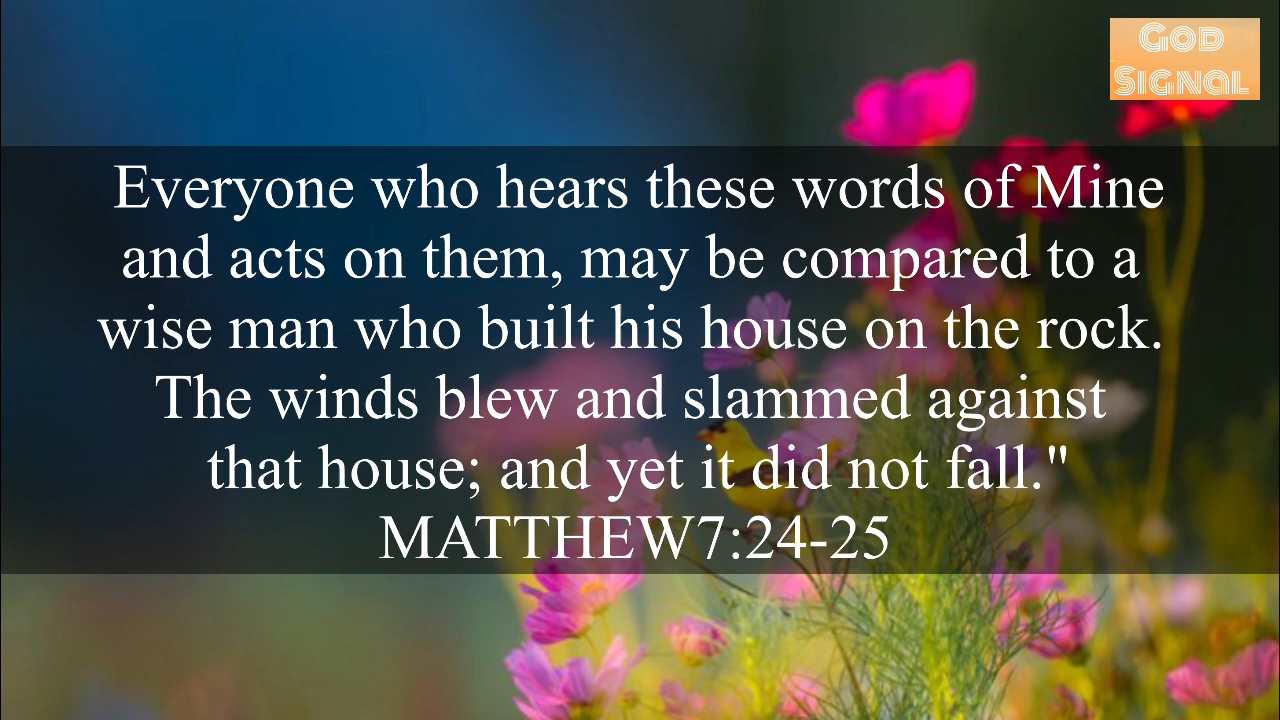 God
Signal
Everyone who hears these words of Mine
and acts on them, may be compared to a
wise man who built his house on the rock.
The winds blew and slammed against
that house; and yet it did not fall."
MATTHEW7:24-25